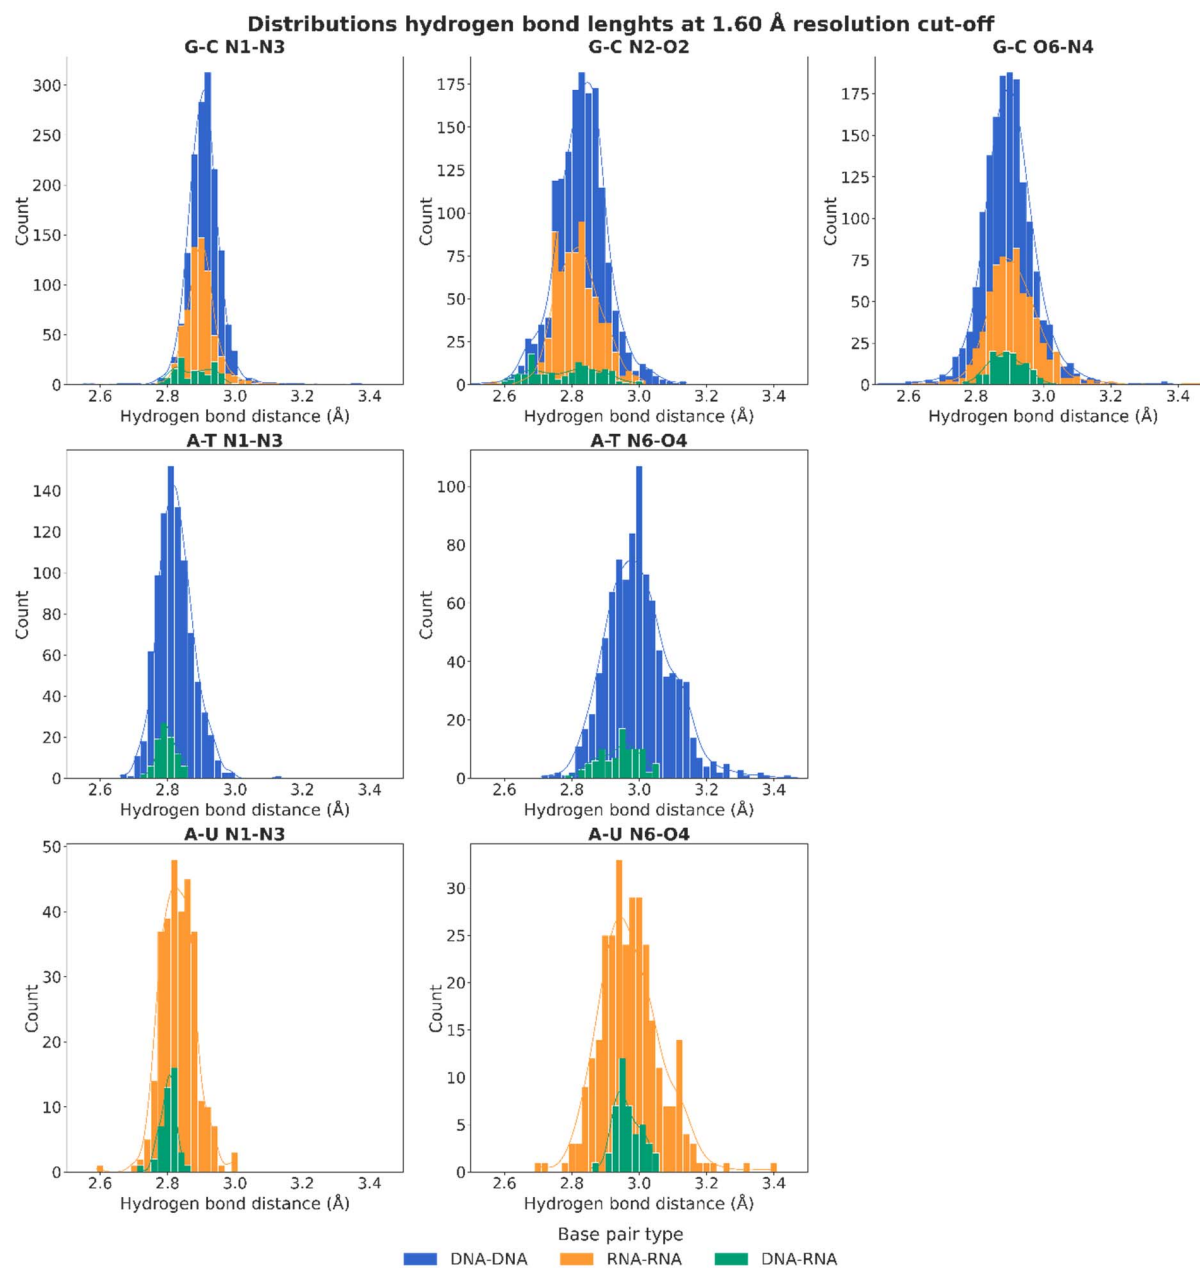 Distributions hydrogen bond lenghts at 1.60 Å resolution cut-off
G-C N1-N3
G-C N2-O2
G-C O6-N4
300
250
200
150
100
50
0
Count
2.6 2.8 3.0 3.2 3.4
Hydrogen bond distance (Å)
175
150
125
100
75
50
25
0
Count
2.6 2.8 3.0 3.2 3.4
Hydrogen bond distance (Å)
175
150
125
100
75
50
25
0
Count
2.6 2.8 3.0 3.2 3.4
Hydrogen bond distance (Å)
A-T N1-N3
A-T N6-O4
140
120
100
80
60
40
20
0
Count
2.6 2.8 3.0 3.2 3.4
Hydrogen bond distance (Å)
100
80
60
40
20
0
Count
2.6 2.8 3.0 3.2 3.4
Hydrogen bond distance (Å)
A-U N1-N3
A-U N6-O4
50
40
30
20
10
0
Count
2.6 2.8 3.0 3.2 3.4
Hydrogen bond distance (Å)
30
25
20
15
10
5
0
Count
2.6 2.8 3.0 3.2 3.4
Hydrogen bond distance (Å)
Base pair type
DNA-DNA RNA-RNA DNA-RNA